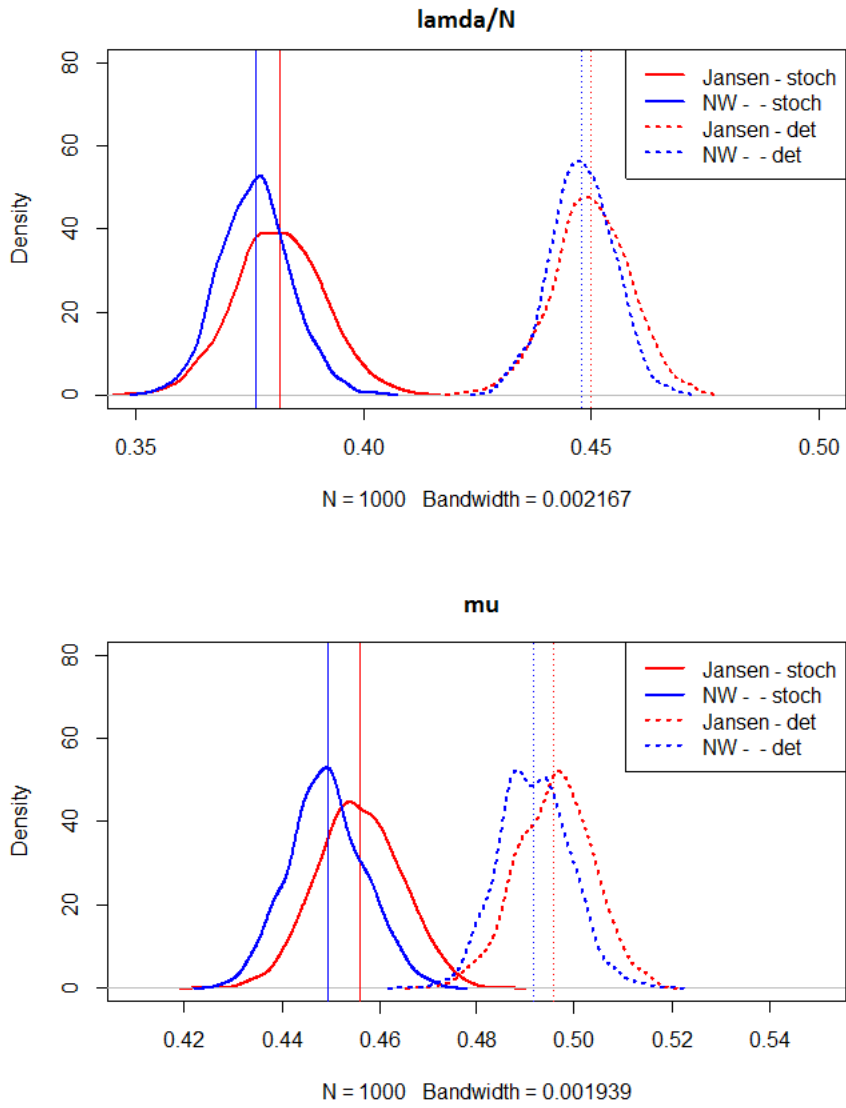 lamda/N
80
60
40
20
0
Density
Jansen - stoch
NW - - stoch
Jansen - det
NW - - det
0.35 0.40 0.45 0.50
N = 1000 Bandwidth = 0.002167
mu
80
60
40
20
0
Density
Jansen - stoch
NW - - stoch
Jansen - det
NW - - det
0.42 0.44 0.46 0.48 0.50 0.52 0.54
N = 1000 Bandwidth = 0.001939